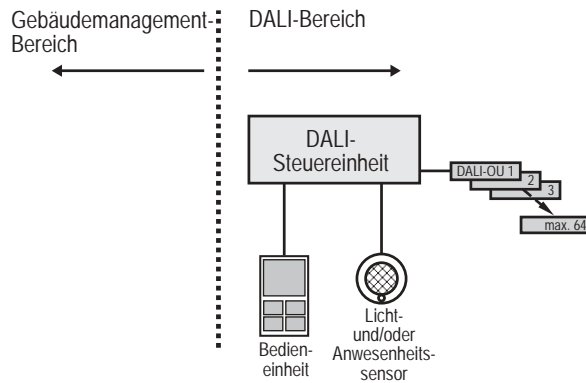 Gebäudemanagement-
Bereich
DALI-Bereich
DALI-
Steuereinheit
DALI-OU 1
2
3
max. 64
Bedien-
einheit
Licht-
und/oder
Anwesenheits-
sensor